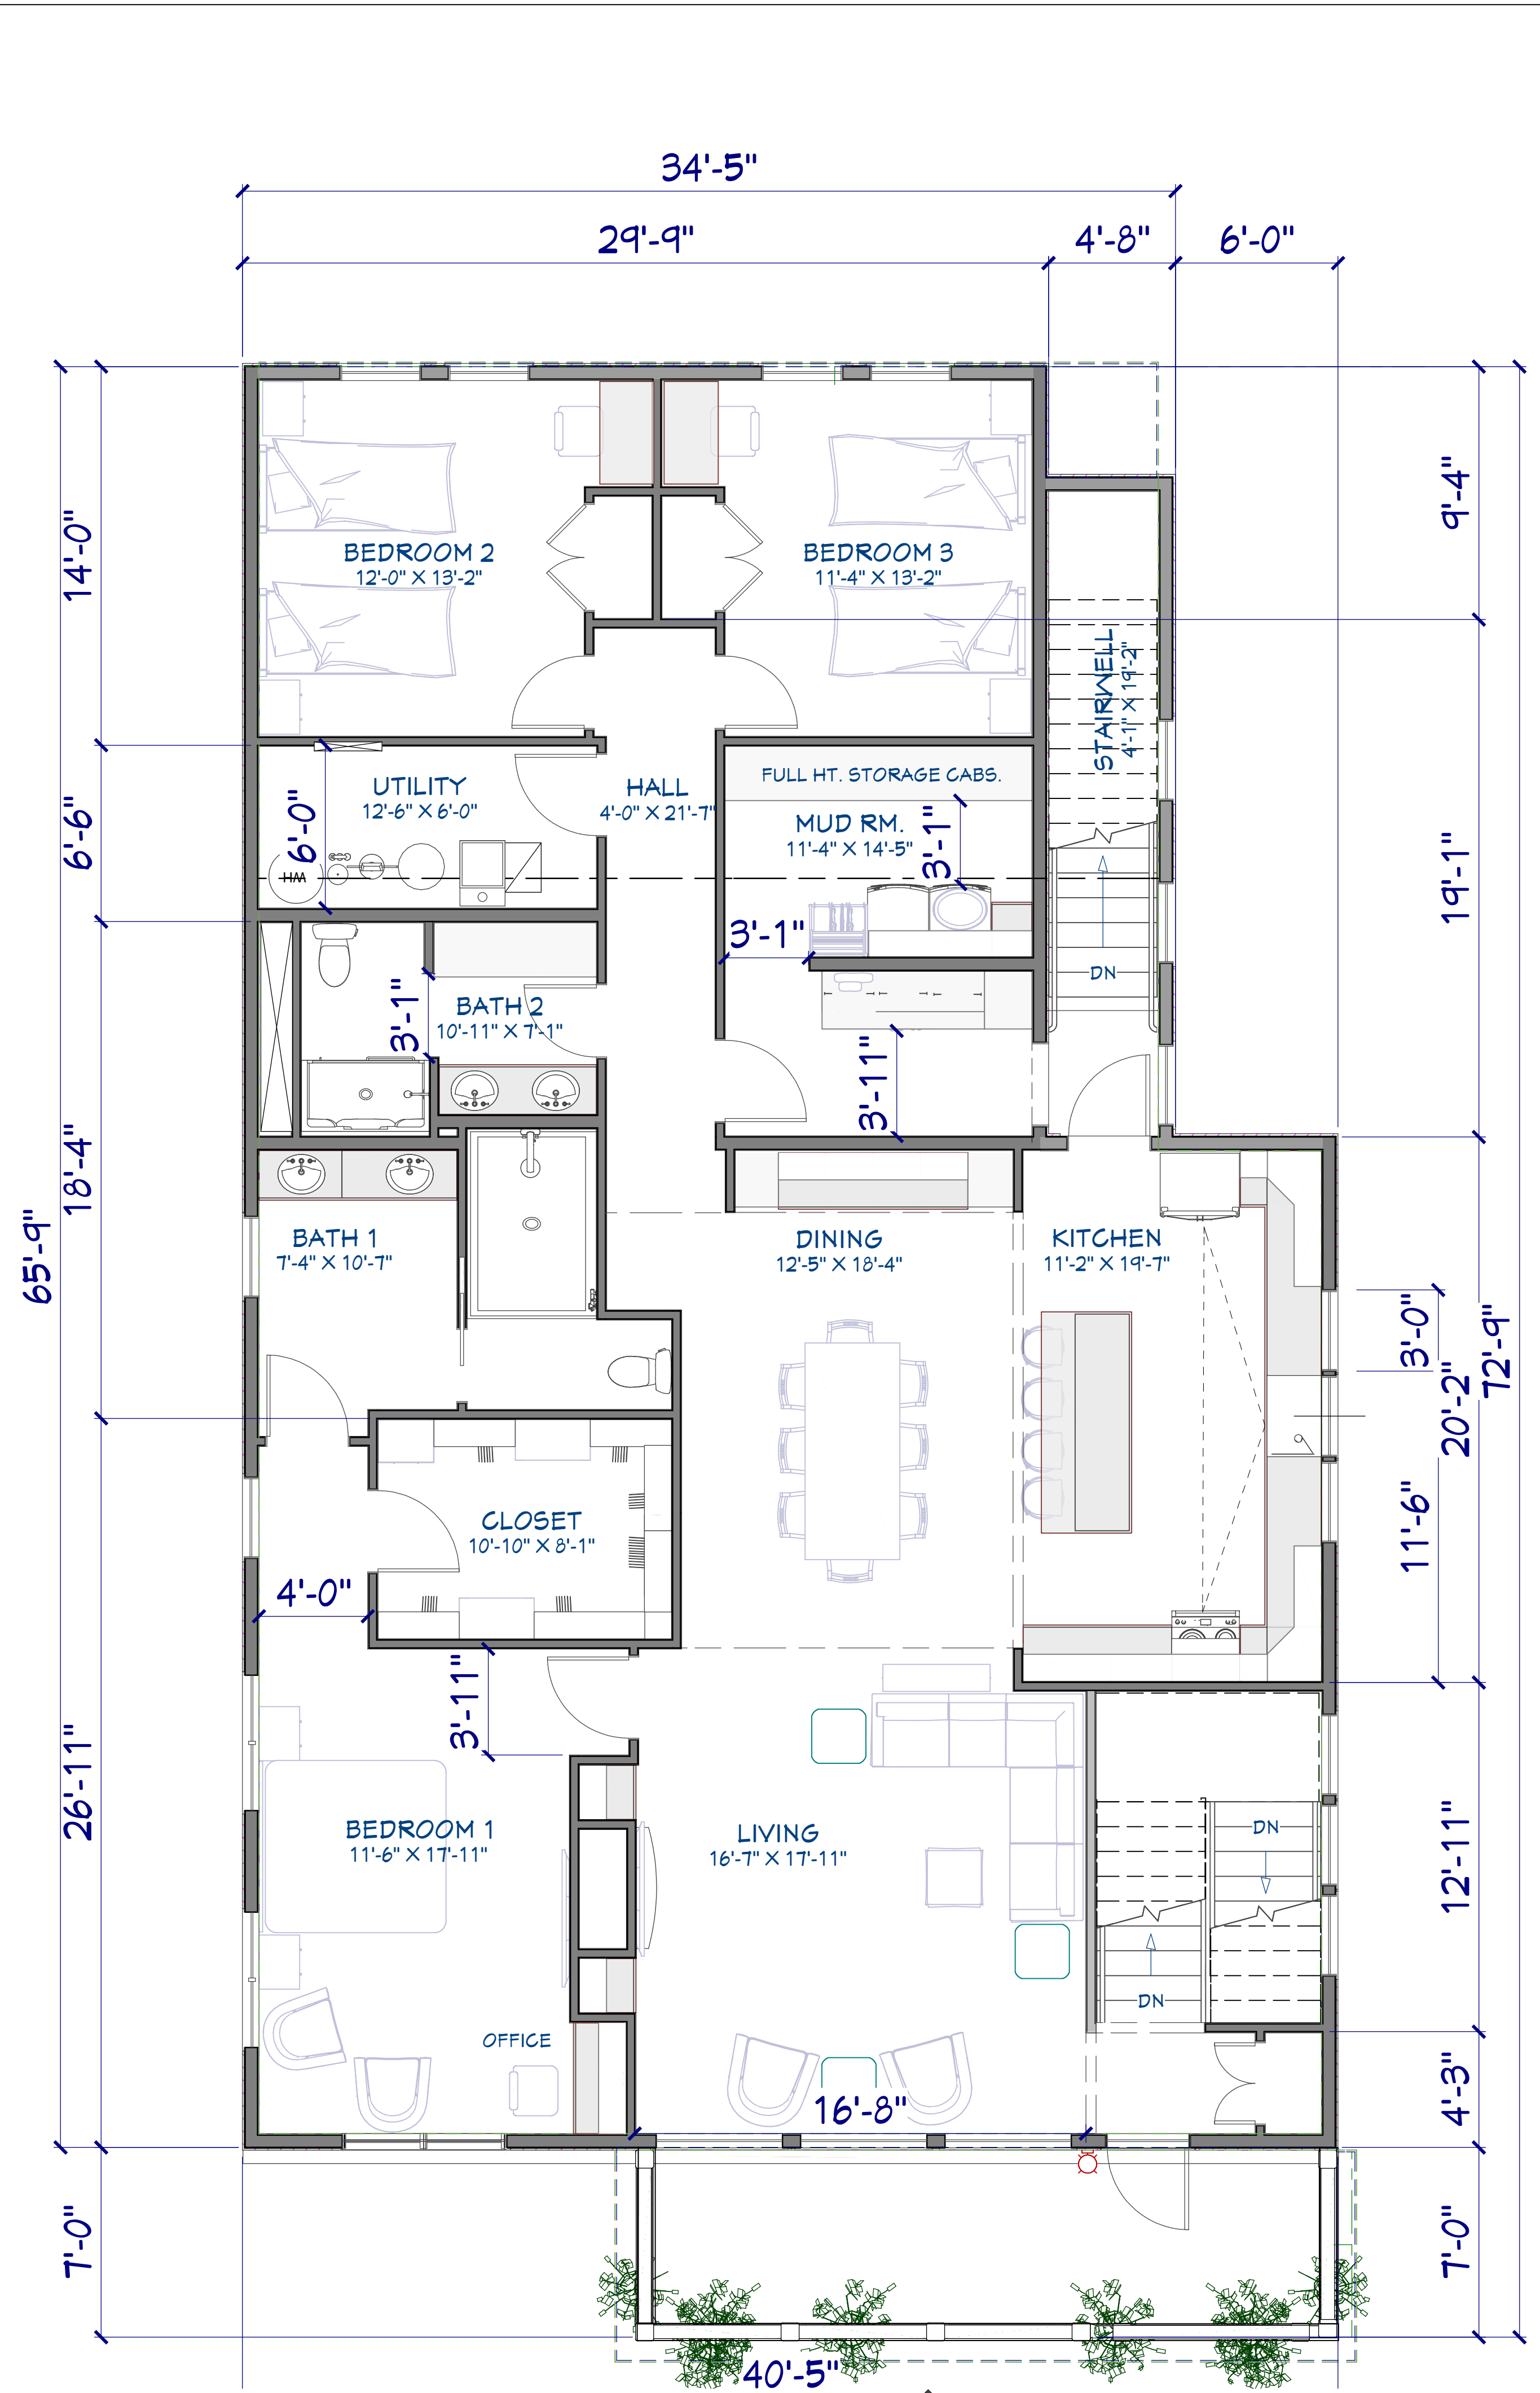 34'-5"
29'-9"
4'-8"
6'-0"
9'-4"
14'-0"
BEDROOM 2
12'-0" X 13'-2"
BEDROOM 3
11'-4" X 13'-2"
STAIRWELL
4'-1" X 19'-2"
UTILITY
12'-6" X 6'-0"
HALL
4'-0" X 21'-7"
FULL HT. STORAGE CABS.
MUD RM.
11'-4" X 14'-5"
3'-1"
6'-6"
6'-0"
HW
19'-1"
3'-1"
DN
BATH 2
10'-11" X 7'-1"
3'-1"
3'-11"
18'-4"
65'-9"
BATH 1
7'-4" X 10'-7"
DINING
12'-5" X 18'-4"
KITCHEN
11'-2" X 19'-7"
3'-0"
72'-9"
20'-2"
11'-6"
CLOSET
10'-10" X 8'-1"
4'-0"
3'-11"
26'-11"
BEDROOM 1
11'-6" X 17'-11"
LIVING
16'-7" X 17'-11"
DN
12'-11"
DN
OFFICE
4'-3"
16'-8"
7'-0"
7'-0"
40'-5"